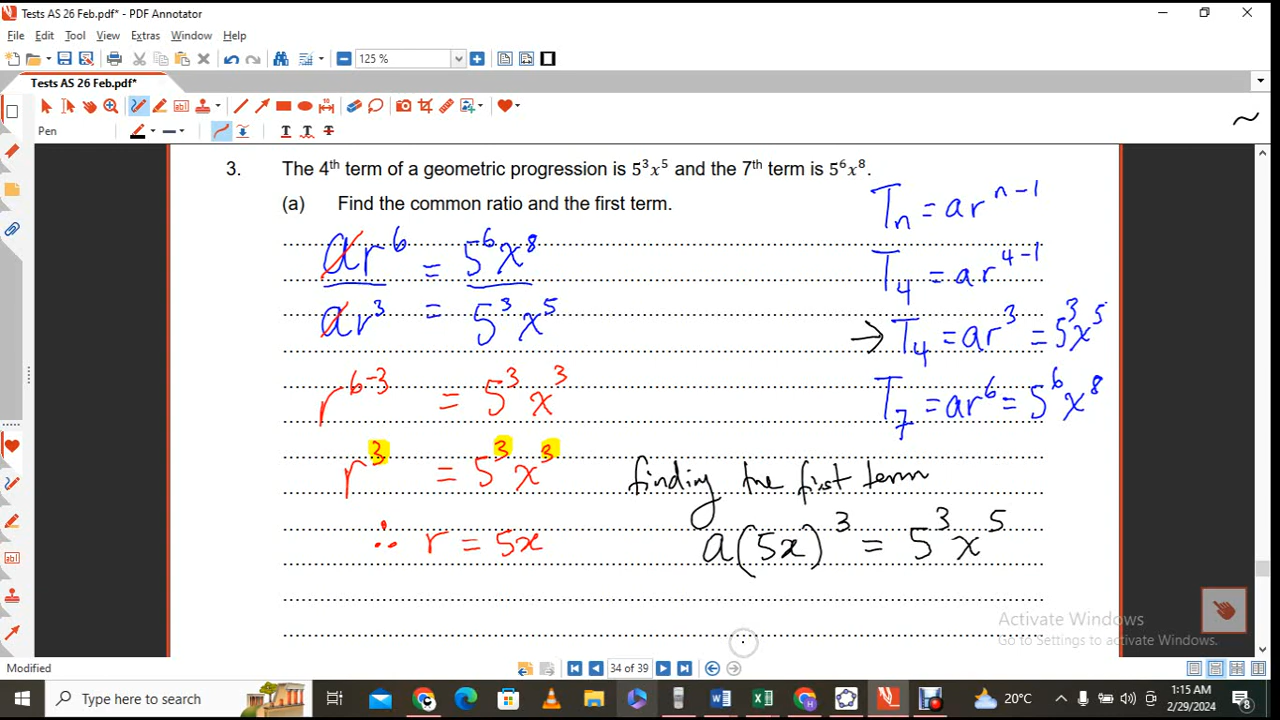 Tests AS 26 Feb.pdf* - PDF Annotator
File Edit Tool View Extras Window Help
125 %
Tests AS 26 Feb.pdf*
Pen
3. The 4th term of a geometric progression is 5³x⁵ and the 7th term is 5⁶x⁸.
(a) Find the common ratio and the first term.
Tₙ = arⁿ⁻¹
ar⁶ = 5⁶x⁸
T₄ = ar⁴⁻¹
ar³ = 5³x⁵
→ T₄ = ar³ = 5³x⁵
r⁶⁻³ = 5³x³
T₇ = ar⁶ = 5⁶x⁸
r³ = 5³x³
finding the first term
∴ r = 5x
a(5x)³ = 5³x⁵
Activate Windows
Go to Settings to activate Windows.
Modified
34 of 39
Type here to search
20°C
1:15 AM
2/29/2024
8